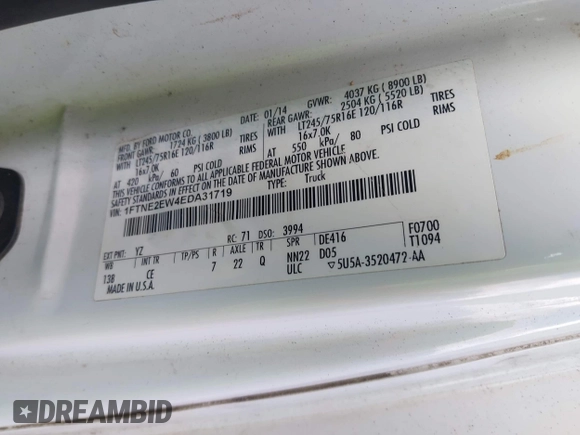 MFD. BY FORD MOTOR CO.
DATE: 01/14 GVWR: 4037 KG ( 8900 LB)
FRONT GAWR: 1724 KG ( 3800 LB)
REAR GAWR: 2504 KG ( 5520 LB)
WITH LT245/75R16E 120/116R TIRES
WITH LT245/75R16E 120/116R TIRES
16x7.0K RIMS
16x7.0K RIMS
AT 420 kPa/ 60 PSI COLD
AT 550 kPa/ 80 PSI COLD
THIS VEHICLE CONFORMS TO ALL APPLICABLE FEDERAL MOTOR VEHICLE
SAFETY STANDARDS IN EFFECT ON THE DATE OF MANUFACTURE SHOWN ABOVE.
VIN: 1FTNE2EW4EDA31719
TYPE: Truck
EXT PNT: YZ RC: 71 DSO: 3994
WB INT TR TP/PS R AXLE TR SPR DE416 F0700
138 CE 7 22 Q NN22 D05 T1094
ULC
MADE IN U.S.A.
▽5U5A-3520472-AA
DREAMBID